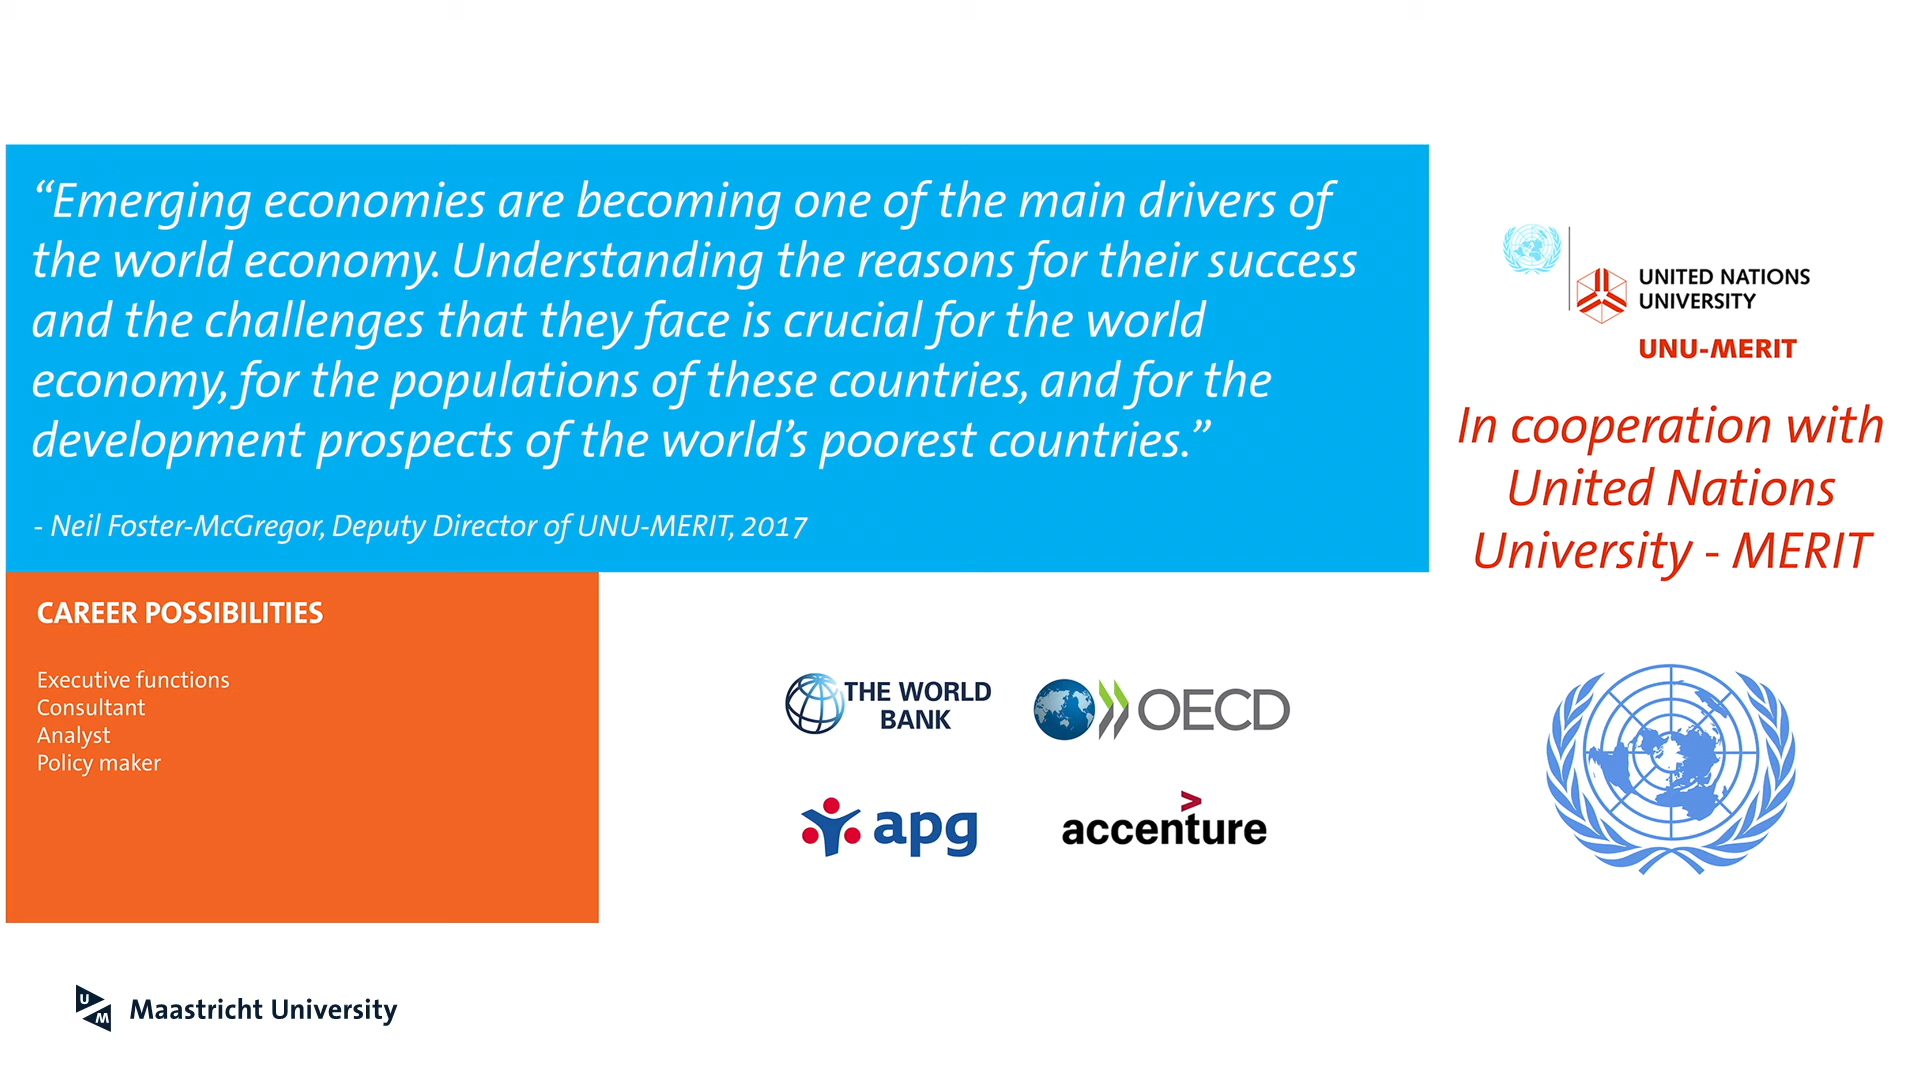 “Emerging economies are becoming one of the main drivers of
the world economy. Understanding the reasons for their success
and the challenges that they face is crucial for the world
economy, for the populations of these countries, and for the
development prospects of the world’s poorest countries.”
- Neil Foster-McGregor, Deputy Director of UNU-MERIT, 2017
UNITED NATIONS
UNIVERSITY
UNU-MERIT
In cooperation with
United Nations
University - MERIT
CAREER POSSIBILITIES
Executive functions
Consultant
Analyst
Policy maker
THE WORLD
BANK
OECD
apg
accenture
UM
Maastricht University